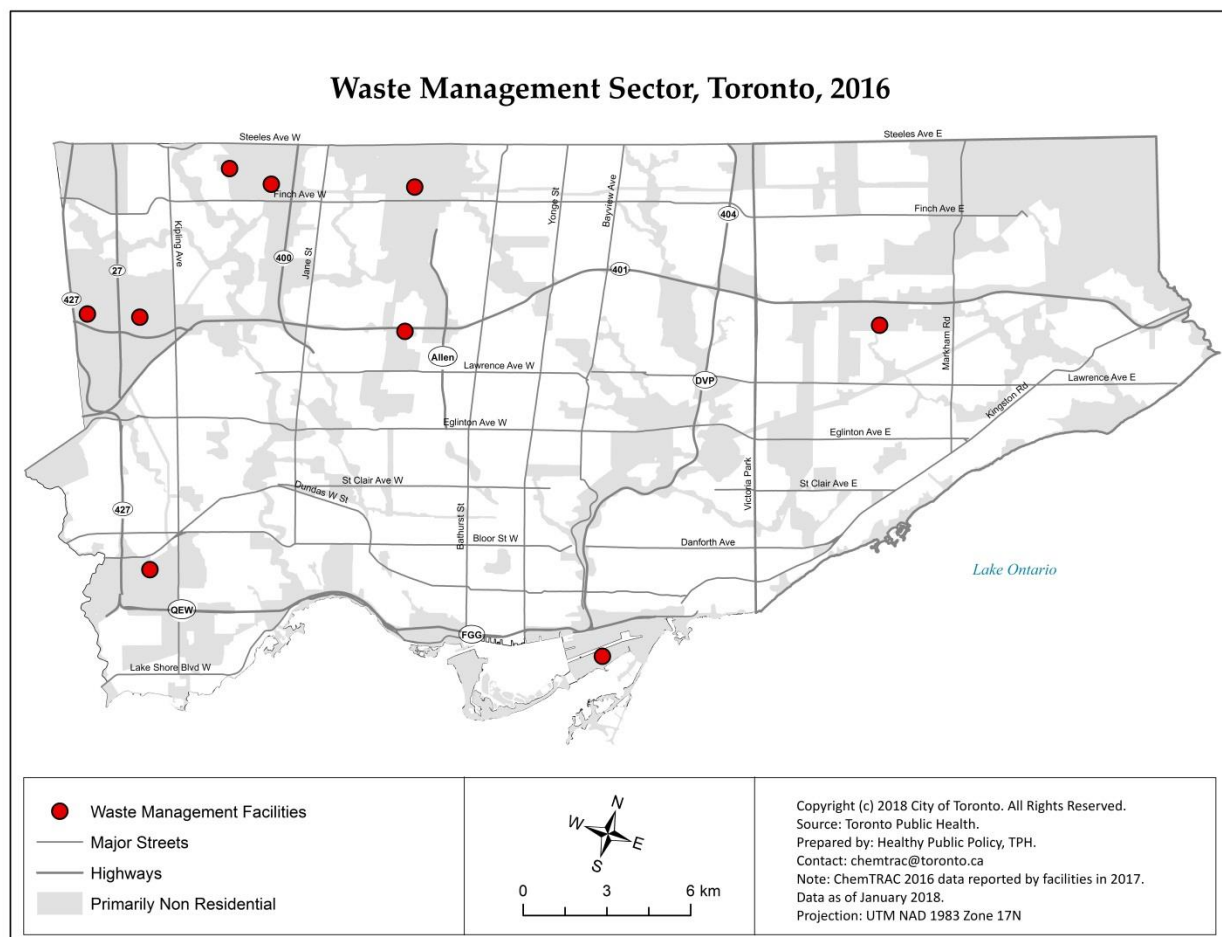 Waste Management Sector, Toronto, 2016
Steeles Ave W
Steeles Ave E
Finch Ave W
Finch Ave E
Kipling Ave
Jane St
Yonge St
Bayview Ave
404
400
27
427
401
Allen
Lawrence Ave W
DVP
Markham Rd
Lawrence Ave E
Kingston Rd
Eglinton Ave W
Eglinton Ave E
St Clair Ave W
St Clair Ave E
Dundas W St
Bathurst St
Victoria Park
427
Bloor St W
Danforth Ave
Lake Ontario
QEW
FGG
Lake Shore Blvd W
Waste Management Facilities
Major Streets
Highways
Primarily Non Residential
N
W
E
S
0 3 6 km
Copyright (c) 2018 City of Toronto. All Rights Reserved.
Source: Toronto Public Health.
Prepared by: Healthy Public Policy, TPH.
Contact: chemtrac@toronto.ca
Note: ChemTRAC 2016 data reported by facilities in 2017.
Data as of January 2018.
Projection: UTM NAD 1983 Zone 17N